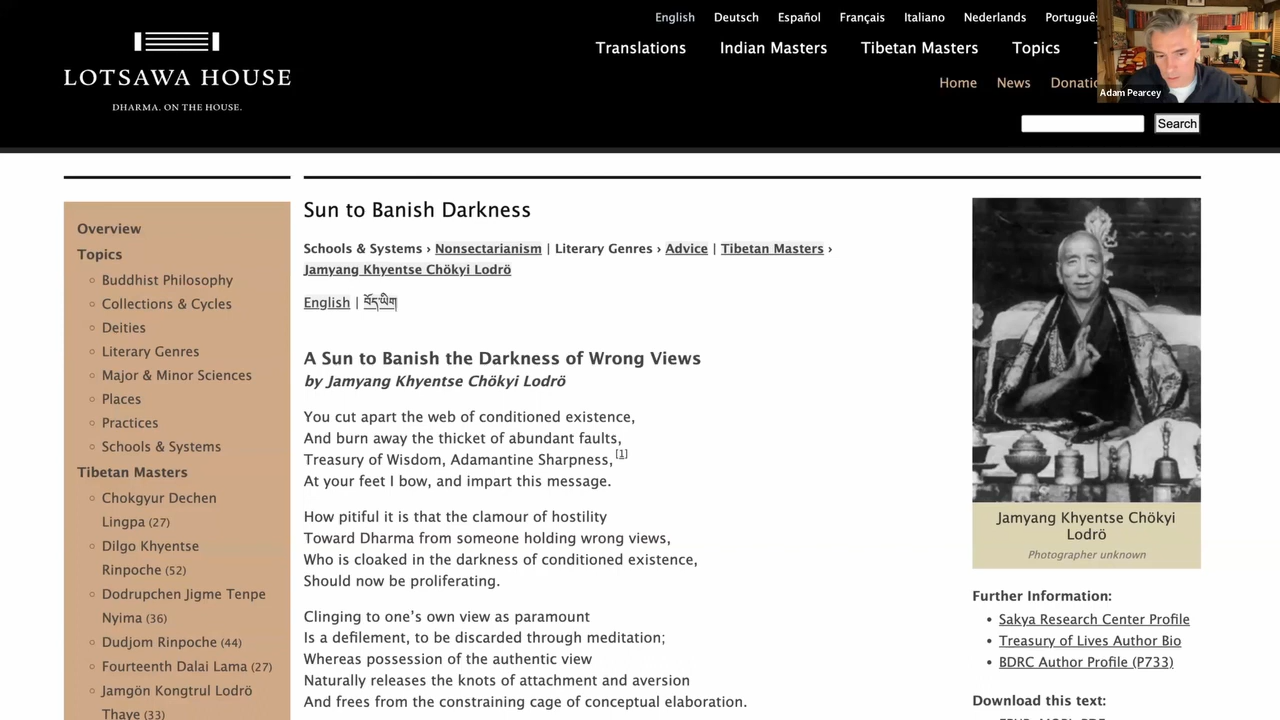 English Deutsch Español Français Italiano Nederlands
Translations Indian Masters Tibetan Masters Topics
LOTSAWA HOUSE
DHARMA. ON THE HOUSE.
Home News
Adam Pearcey
Search
Overview
Topics
Buddhist Philosophy
Collections & Cycles
Deities
Literary Genres
Major & Minor Sciences
Places
Practices
Schools & Systems
Tibetan Masters
Chokgyur Dechen
Lingpa (27)
Dilgo Khyentse
Rinpoche (52)
Dodrupchen Jigme Tenpe
Nyima (36)
Dudjom Rinpoche (44)
Fourteenth Dalai Lama (27)
Jamgön Kongtrul Lodrö
Thaye (33)
Sun to Banish Darkness
Schools & Systems › Nonsectarianism | Literary Genres › Advice | Tibetan Masters ›
Jamyang Khyentse Chökyi Lodrö
English | བོད་ཡིག
A Sun to Banish the Darkness of Wrong Views
by Jamyang Khyentse Chökyi Lodrö
You cut apart the web of conditioned existence,
And burn away the thicket of abundant faults,
Treasury of Wisdom, Adamantine Sharpness,[1]
At your feet I bow, and impart this message.
How pitiful it is that the clamour of hostility
Toward Dharma from someone holding wrong views,
Who is cloaked in the darkness of conditioned existence,
Should now be proliferating.
Clinging to one’s own view as paramount
Is a defilement, to be discarded through meditation;
Whereas possession of the authentic view
Naturally releases the knots of attachment and aversion
And frees from the constraining cage of conceptual elaboration.
Jamyang Khyentse Chökyi
Lodrö
Photographer unknown
Further Information:
Sakya Research Center Profile
Treasury of Lives Author Bio
BDRC Author Profile (P733)
Download this text: